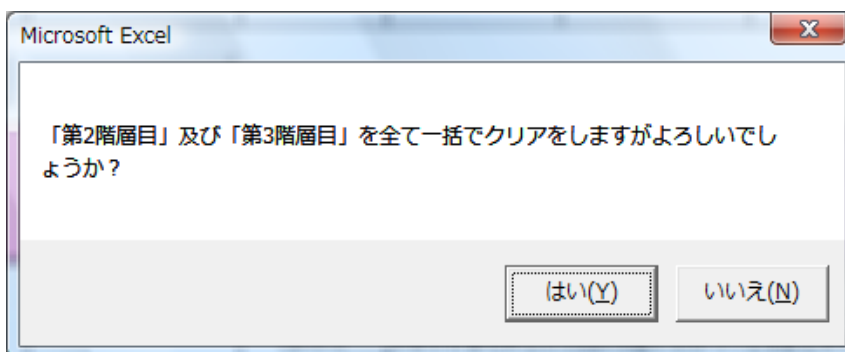 Microsoft Excel
「第2階層目」及び「第3階層目」を全て一括でクリアをしますがよろしいでし
ょうか？
はい(Y)
いいえ(N)